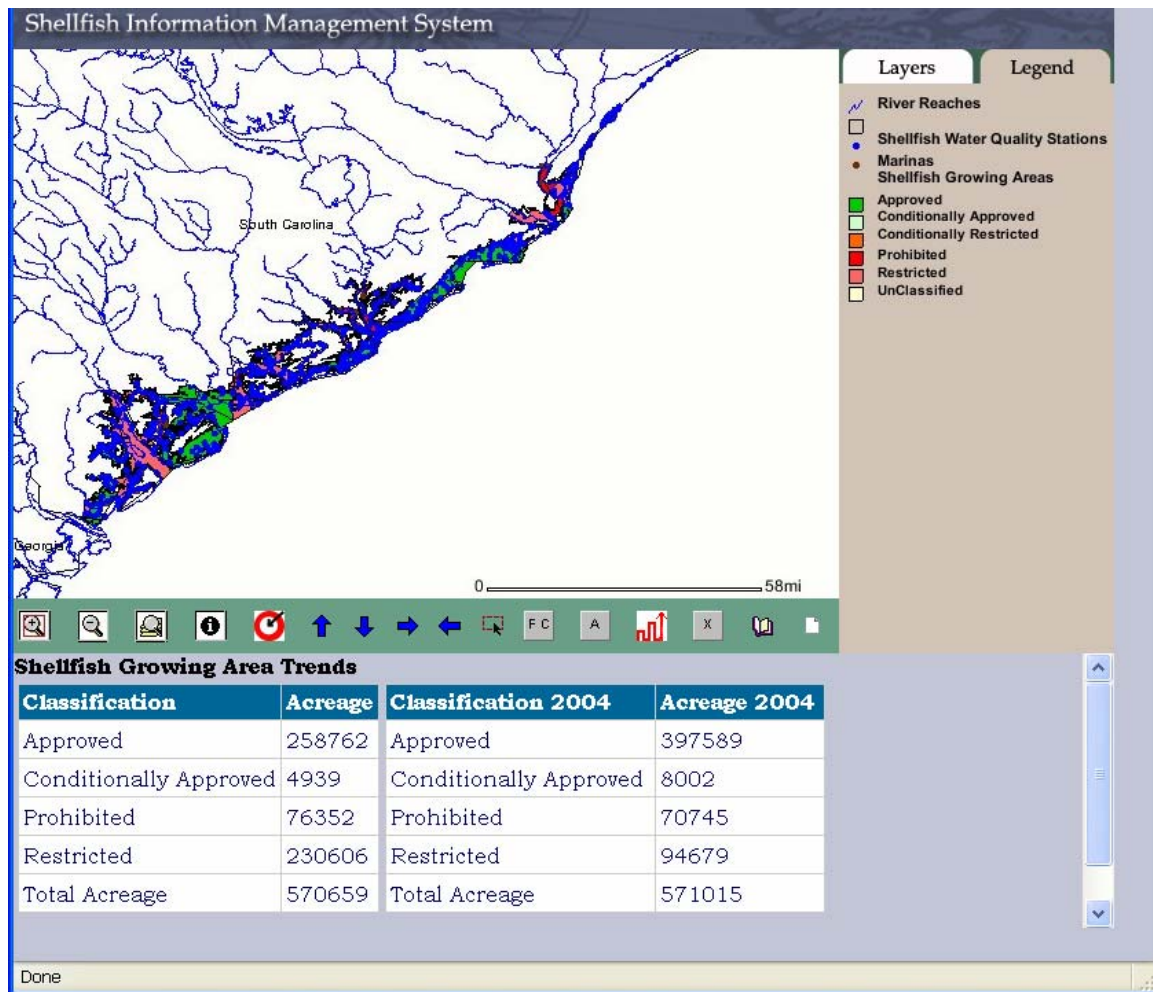 Shellfish Information Management System
Layers
Legend
River Reaches
Shellfish Water Quality Stations
Marinas
Shellfish Growing Areas
Approved
Conditionally Approved
Conditionally Restricted
Prohibited
Restricted
UnClassified
South Carolina
Georgia
0 58mi
F C A X
Shellfish Growing Area Trends
Classification Acreage Classification 2004 Acreage 2004
Approved 258762 Approved 397589
Conditionally Approved 4939 Conditionally Approved 8002
Prohibited 76352 Prohibited 70745
Restricted 230606 Restricted 94679
Total Acreage 570659 Total Acreage 571015
Done